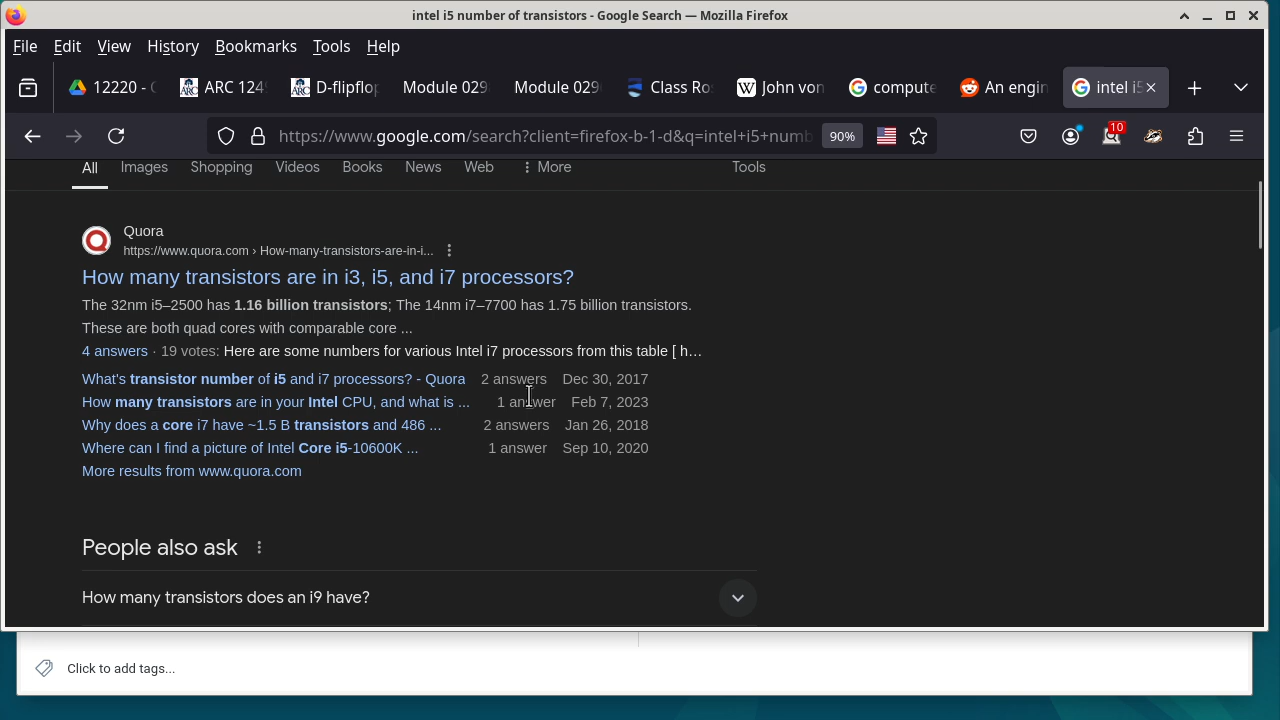 intel i5 number of transistors - Google Search — Mozilla Firefox
File Edit View History Bookmarks Tools Help
12220 - ARC 124 D-flipflop Module 029 Module 029 Class Ro John von compute An engin intel i5
https://www.google.com/search?client=firefox-b-1-d&q=intel+i5+numb 90% 10
All Images Shopping Videos Books News Web More Tools
Quora
https://www.quora.com › How-many-transistors-are-in-i...
How many transistors are in i3, i5, and i7 processors?
The 32nm i5–2500 has 1.16 billion transistors; The 14nm i7–7700 has 1.75 billion transistors.
These are both quad cores with comparable core ...
4 answers · 19 votes: Here are some numbers for various Intel i7 processors from this table [ h…
What's transistor number of i5 and i7 processors? - Quora 2 answers Dec 30, 2017
How many transistors are in your Intel CPU, and what is ... 1 answer Feb 7, 2023
Why does a core i7 have ~1.5 B transistors and 486 ... 2 answers Jan 26, 2018
Where can I find a picture of Intel Core i5-10600K ... 1 answer Sep 10, 2020
More results from www.quora.com
People also ask
How many transistors does an i9 have?
Click to add tags...